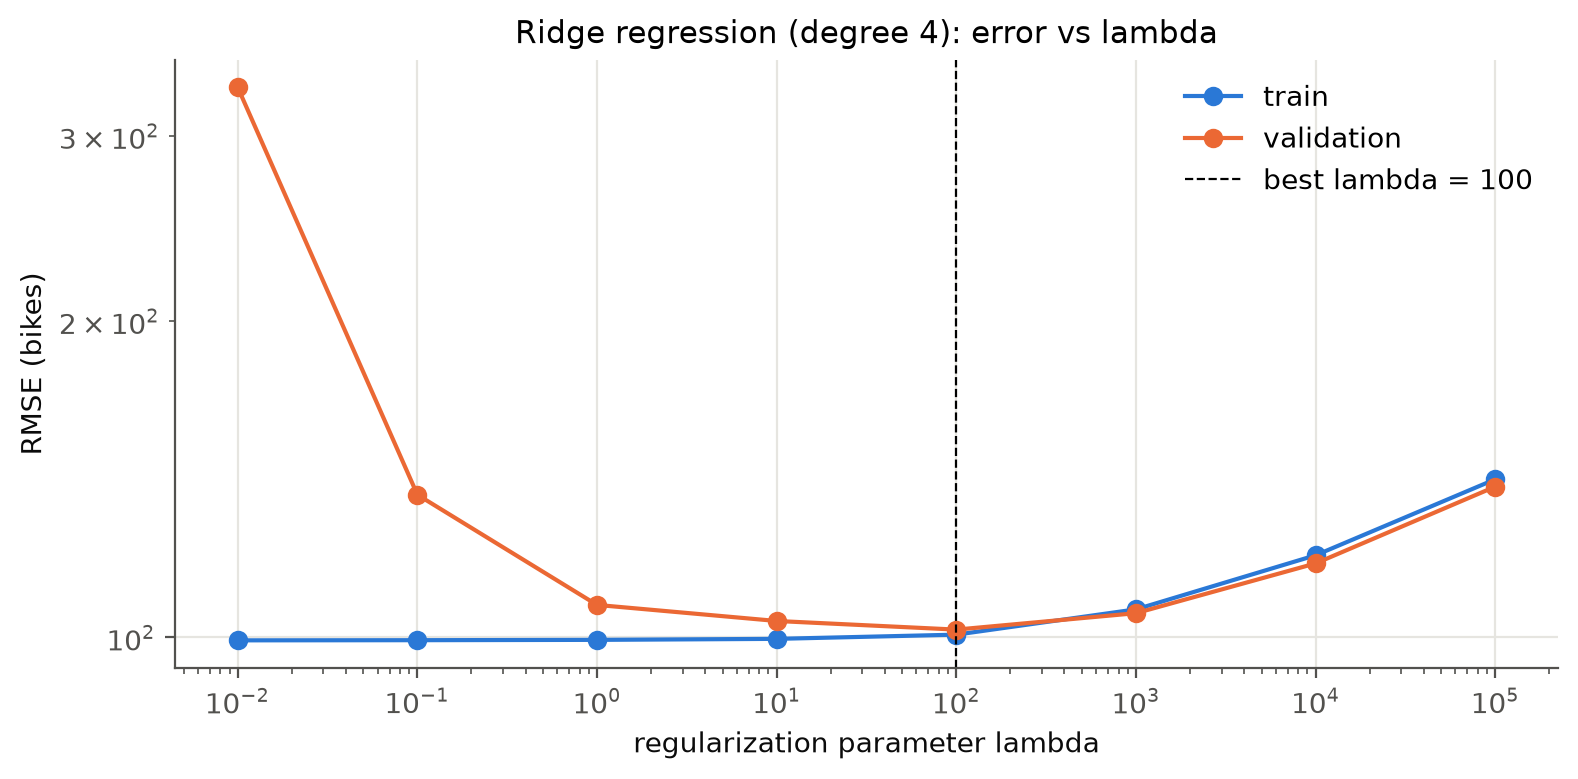 Ridge regression (degree 4): error vs lambda
train
validation
best lambda = 100
RMSE (bikes)
3 × 10²
2 × 10²
10²
10⁻² 10⁻¹ 10⁰ 10¹ 10² 10³ 10⁴ 10⁵
regularization parameter lambda